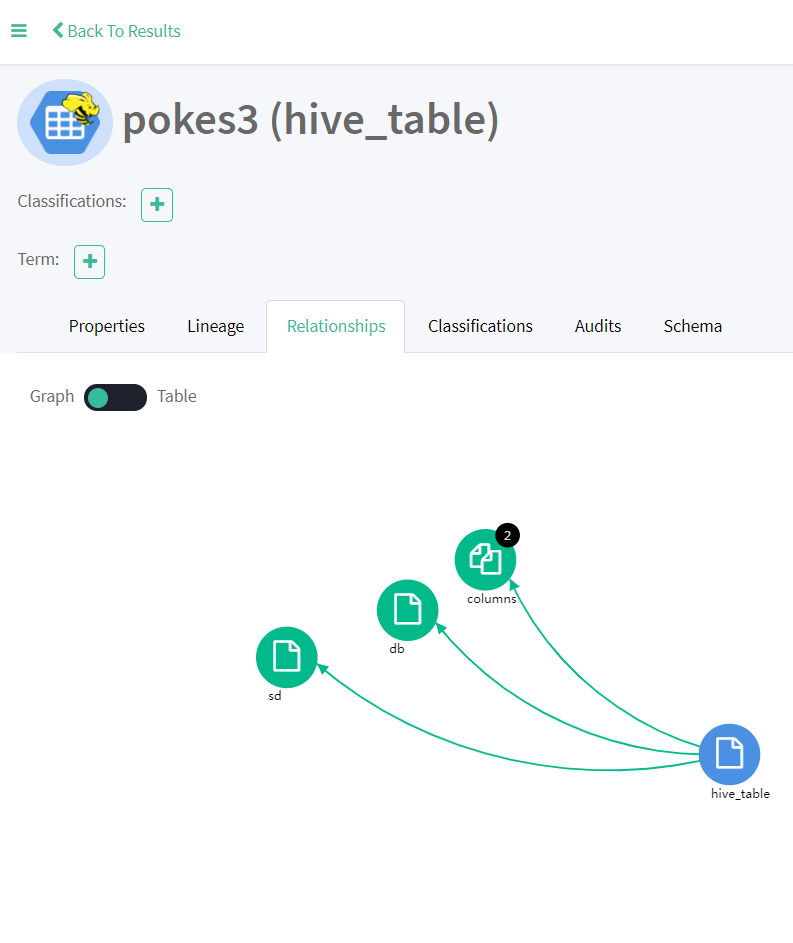 Back To Results
pokes3 (hive_table)
Classifications:
Term:
Properties Lineage Relationships Classifications Audits Schema
Graph Table
2
columns
db
sd
hive_table